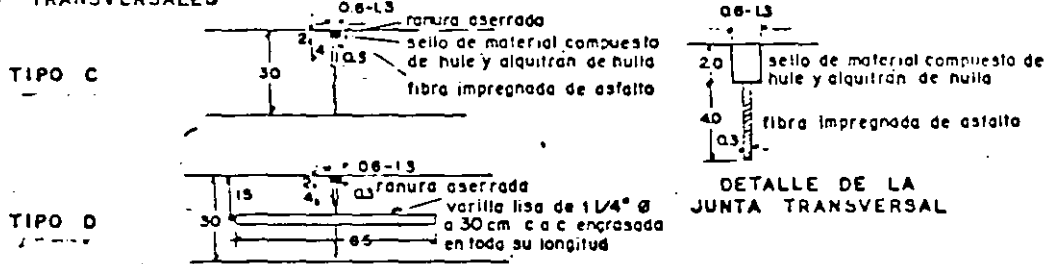 TRANSVERSALES
0.6-1.3
ranura aserrada
2
4
0.3
sello de material compuesto
de hule y alquitrán de hulla
fibra impregnada de asfalto
TIPO C
30
0.6-1.3
2.0
sello de material compuesto de
hule y alquitrán de hulla
4.0
fibra impregnada de asfalto
0.3
DETALLE DE LA
JUNTA TRANSVERSAL
0.6-1.3
2
4
0.3
ranura aserrada
15
varilla lisa de 1 1/4" Ø
a 30 cm c a c engrasada
en toda su longitud
TIPO D
30
65